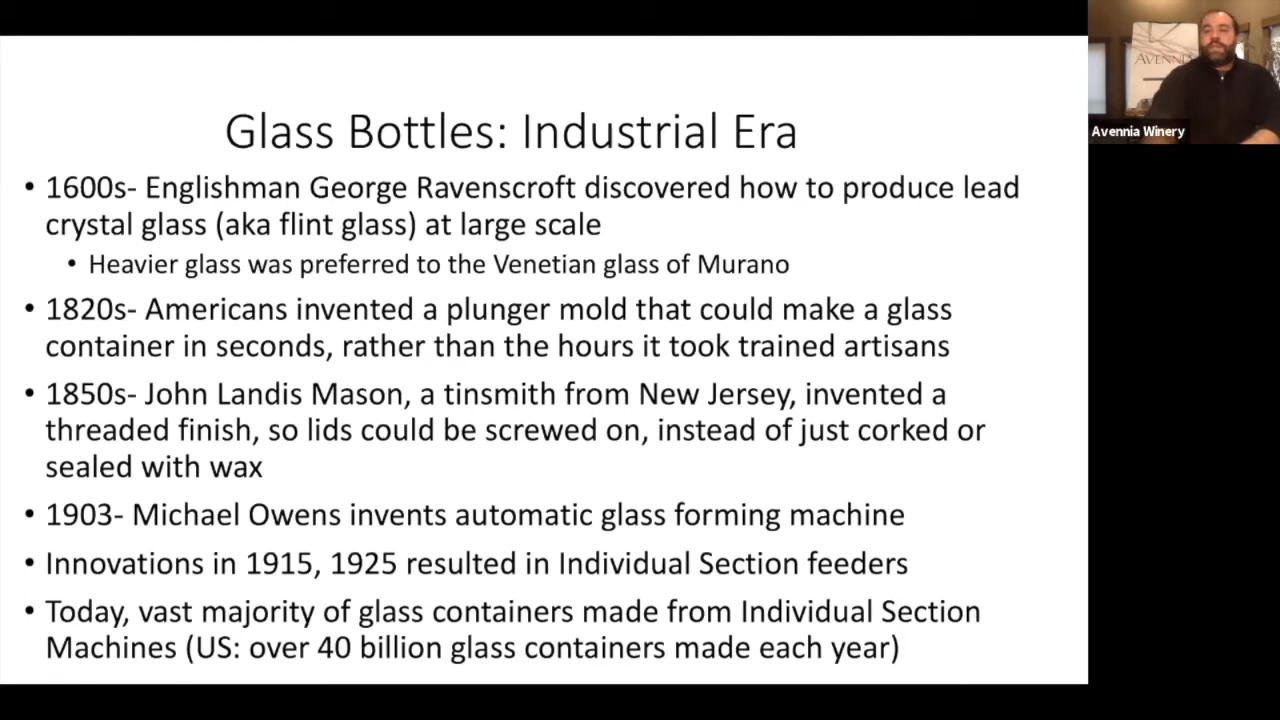 Glass Bottles: Industrial Era
• 1600s- Englishman George Ravenscroft discovered how to produce lead
crystal glass (aka flint glass) at large scale
• Heavier glass was preferred to the Venetian glass of Murano
• 1820s- Americans invented a plunger mold that could make a glass
container in seconds, rather than the hours it took trained artisans
• 1850s- John Landis Mason, a tinsmith from New Jersey, invented a
threaded finish, so lids could be screwed on, instead of just corked or
sealed with wax
• 1903- Michael Owens invents automatic glass forming machine
• Innovations in 1915, 1925 resulted in Individual Section feeders
• Today, vast majority of glass containers made from Individual Section
Machines (US: over 40 billion glass containers made each year)
AVENNI
Avennia Winery